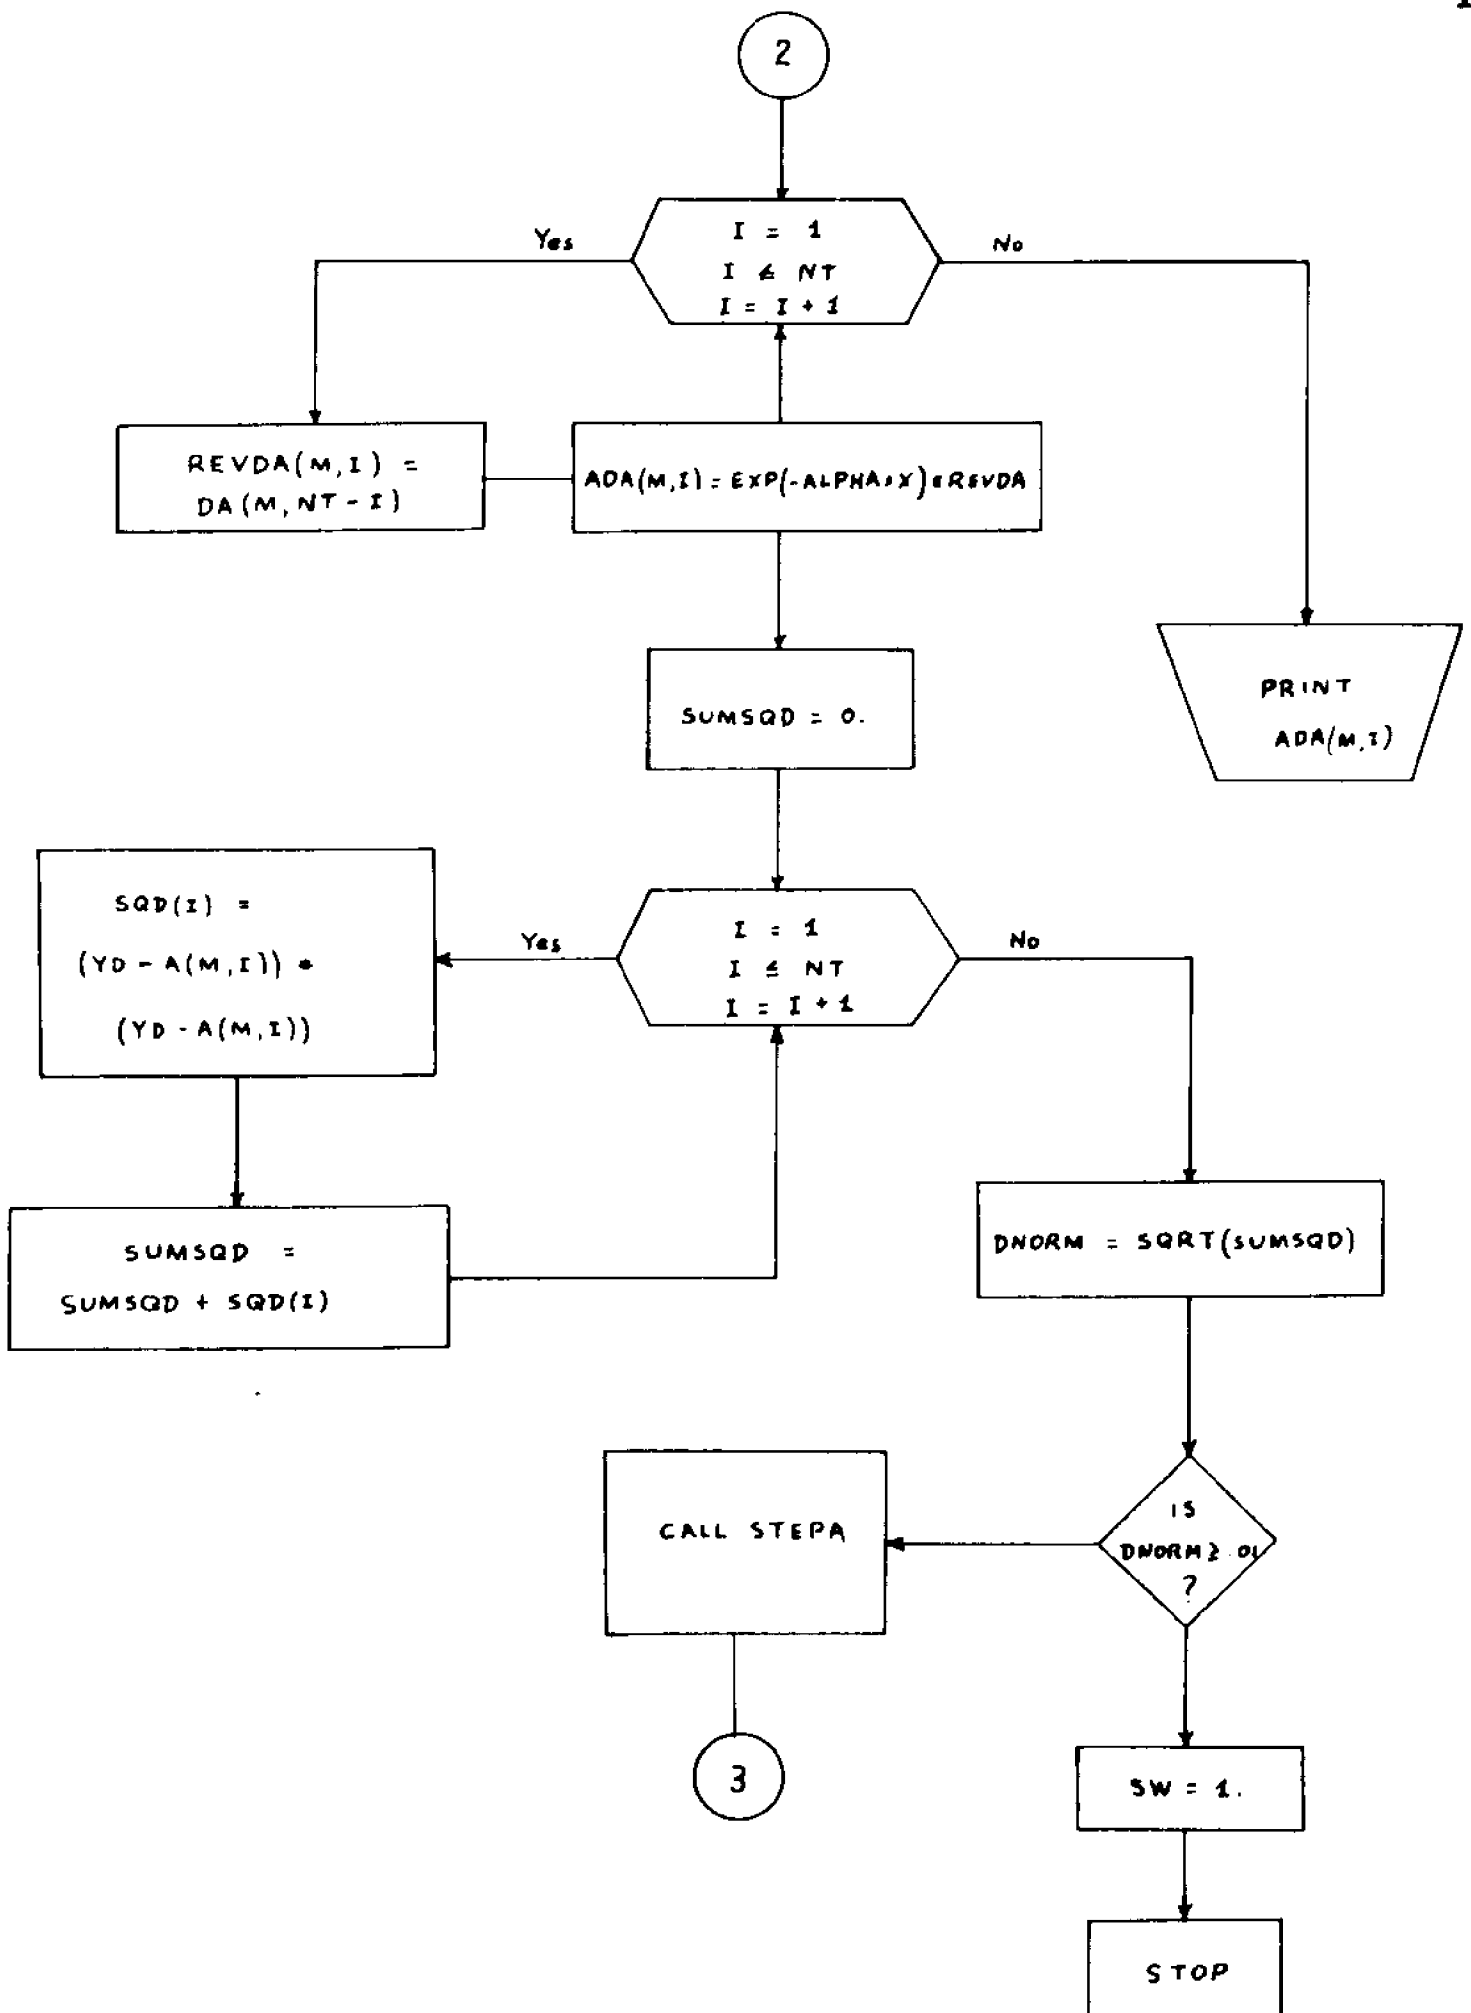 2
I = 1
I ≤ NT
I = I + 1
Yes
No
REVDA(M,I) =
DA(M,NT-I)
ADA(M,I) = EXP(-ALPHA*X)*REVDA
SUMSQD = 0.
PRINT
ADA(M,I)
I = 1
I ≤ NT
I = I + 1
Yes
No
SQD(I) =
(YD - A(M,I)) *
(YD - A(M,I))
SUMSQD =
SUMSQD + SQD(I)
DNORM = SQRT(SUMSQD)
IS
DNORM ≥ .01
?
CALL STEPA
3
SW = 1.
STOP